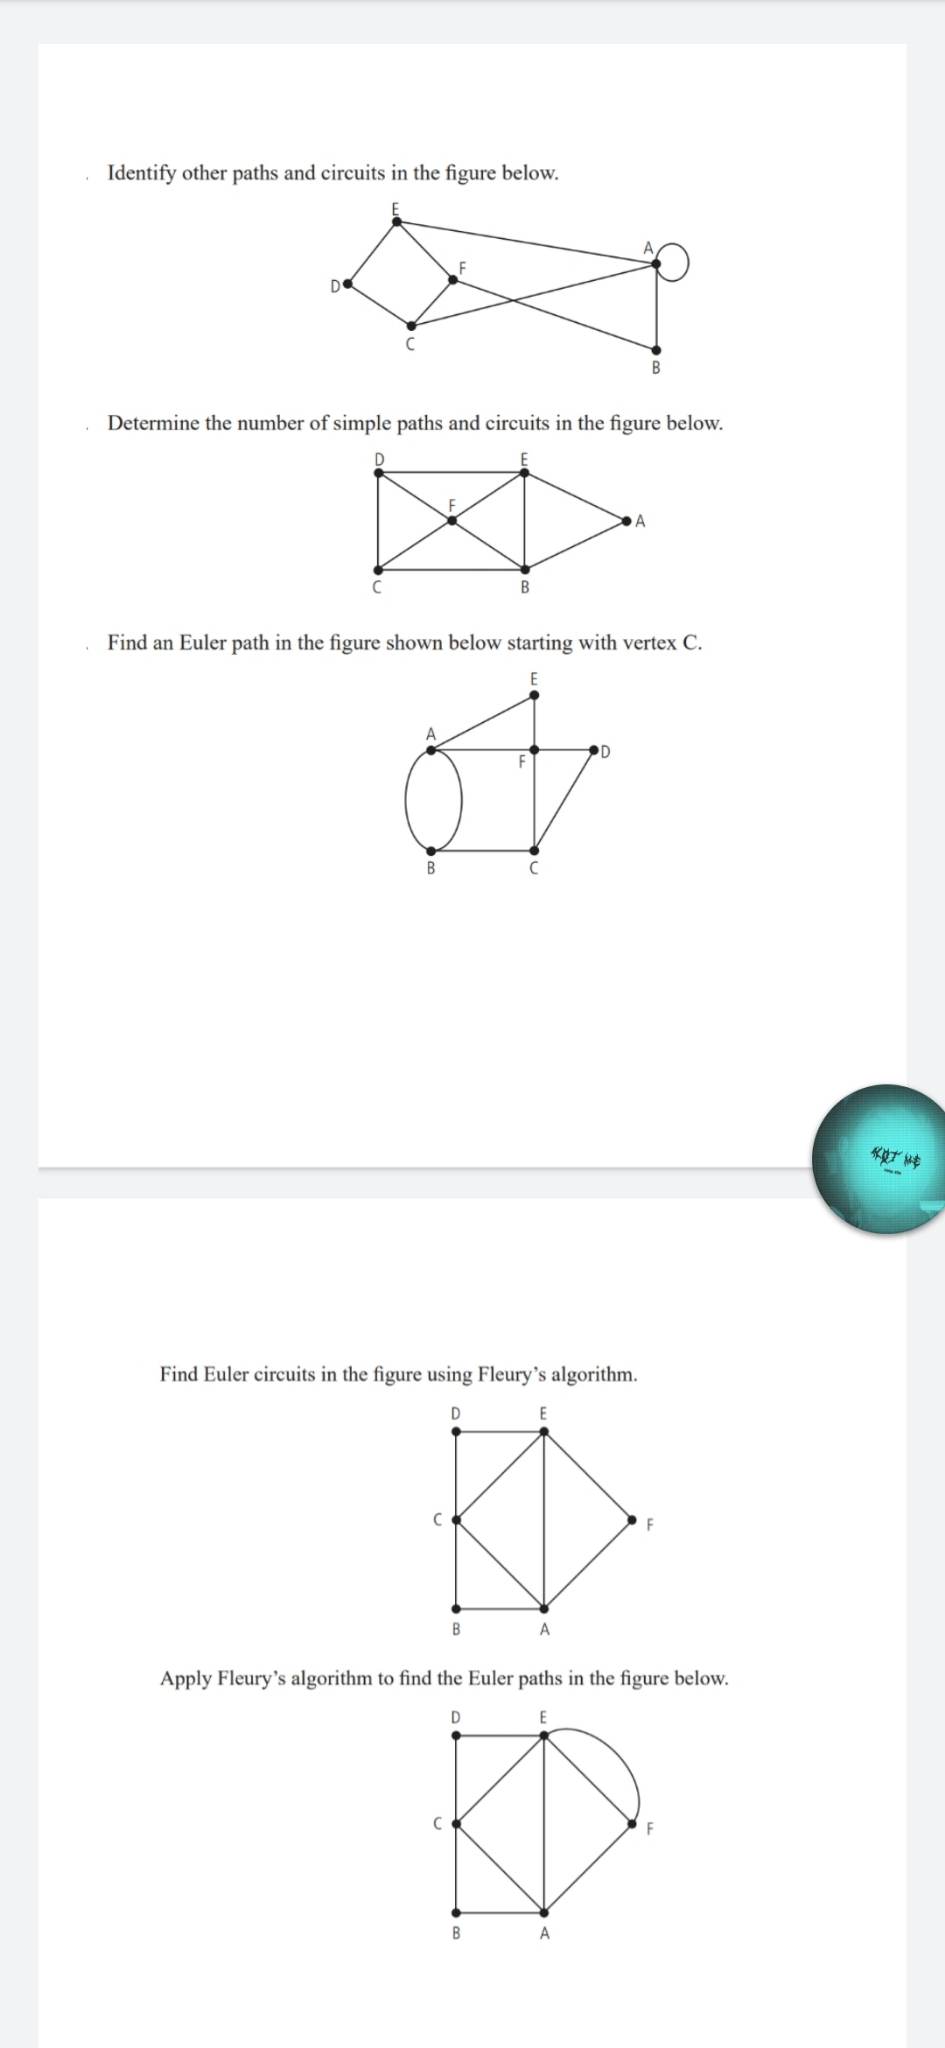 Identify other paths and circuits in the figure below.
E
A
F
D
C
B
Determine the number of simple paths and circuits in the figure below.
D E
F
A
C B
Find an Euler path in the figure shown below starting with vertex C.
E
A
F D
B C
Find Euler circuits in the figure using Fleury’s algorithm.
D E
C F
B A
Apply Fleury’s algorithm to find the Euler paths in the figure below.
D E
C F
B A